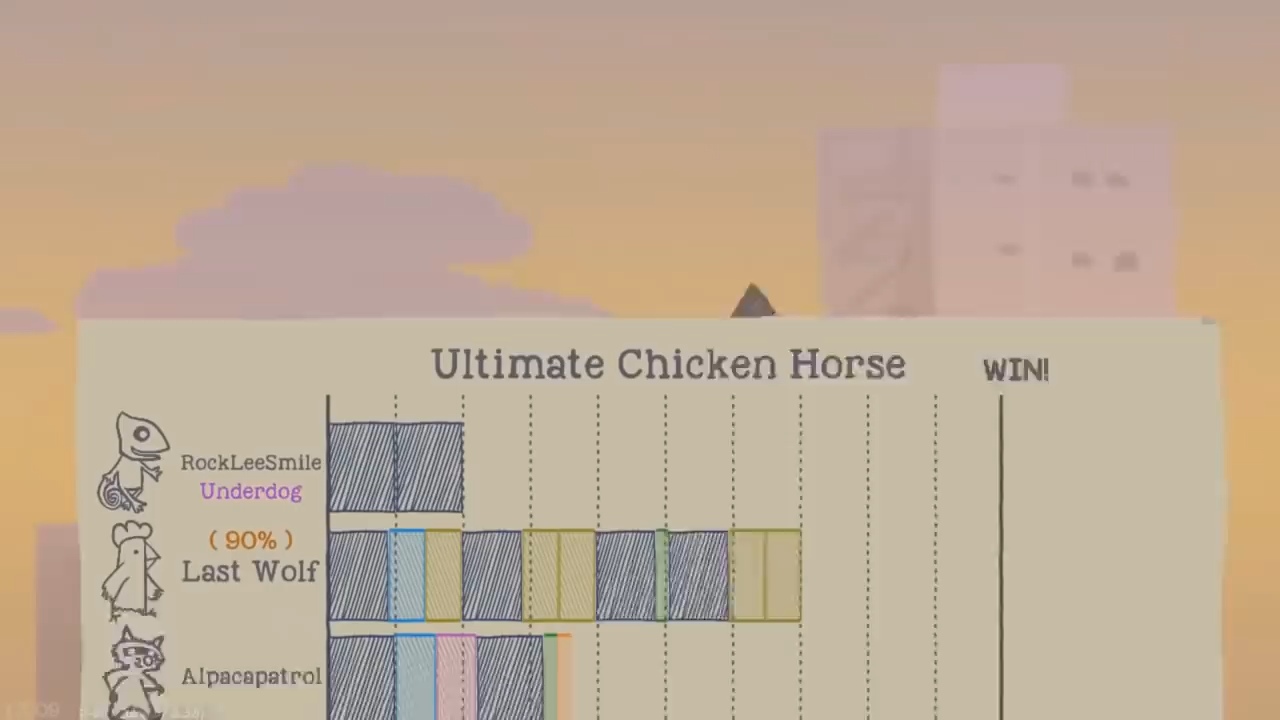 Ultimate Chicken Horse
WIN!
RockLeeSmile
Underdog
( 90% )
Last Wolf
Alpacapatrol